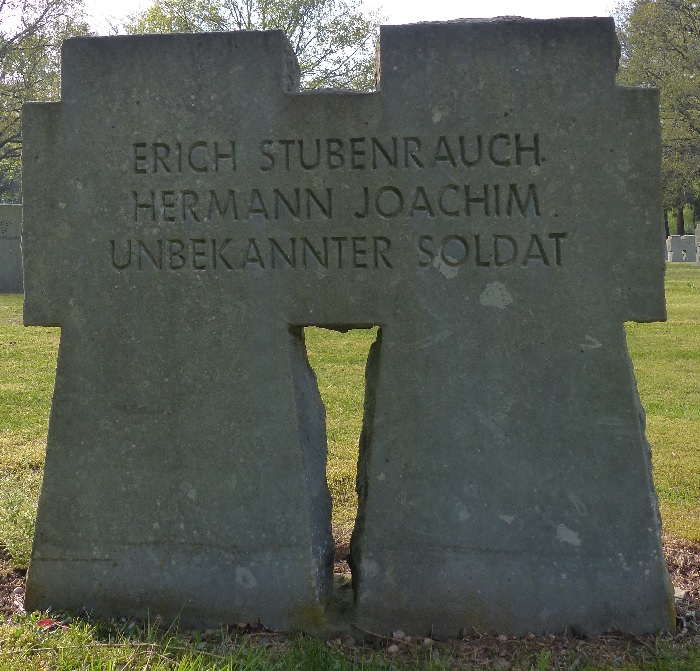 ERICH STUBENRAUCH.
HERMANN JOACHIM.
UNBEKANNTER SOLDAT